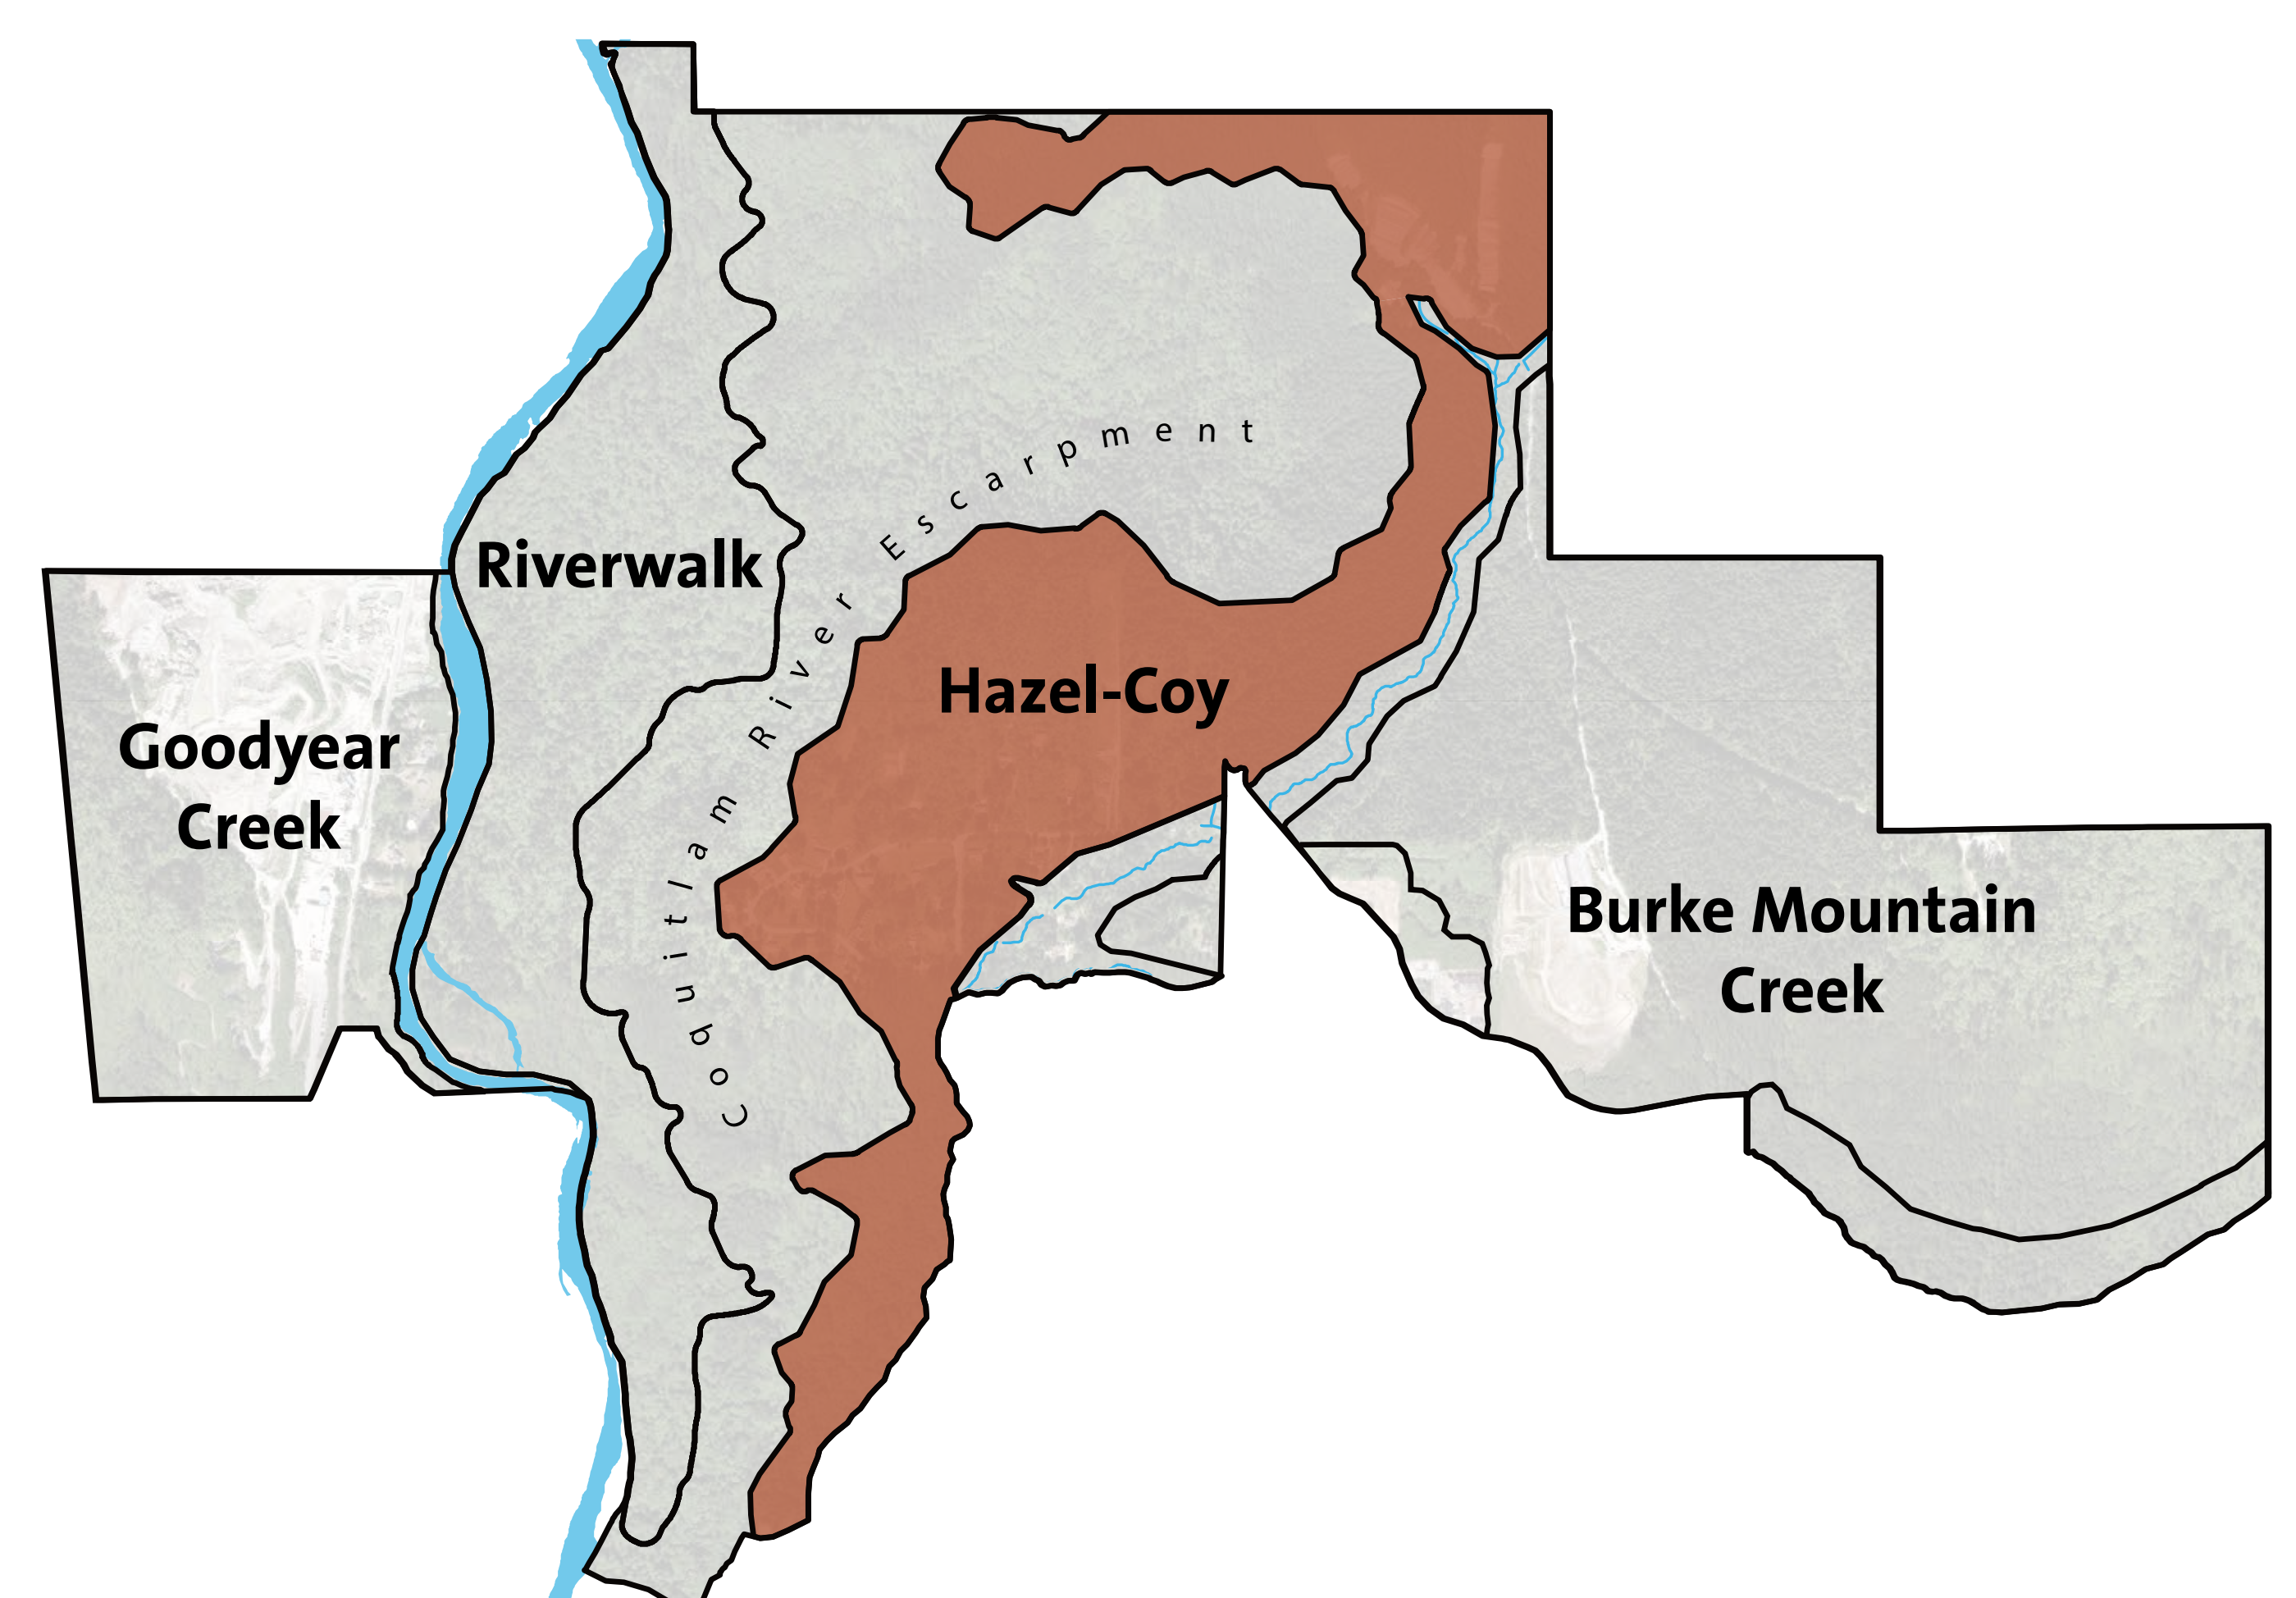 Riverwalk
Coquitlam River Escarpment
Hazel-Coy
Goodyear
Creek
Burke Mountain
Creek